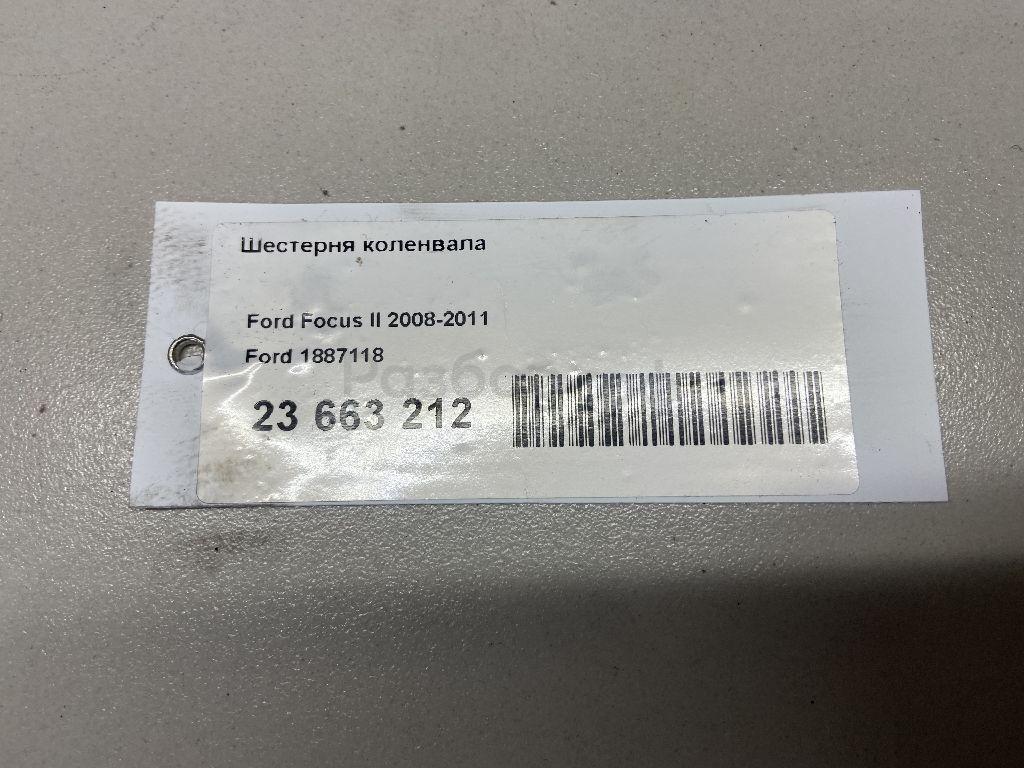 Шестерня коленвала
Ford Focus II 2008-2011
Ford 1887118
23 663 212